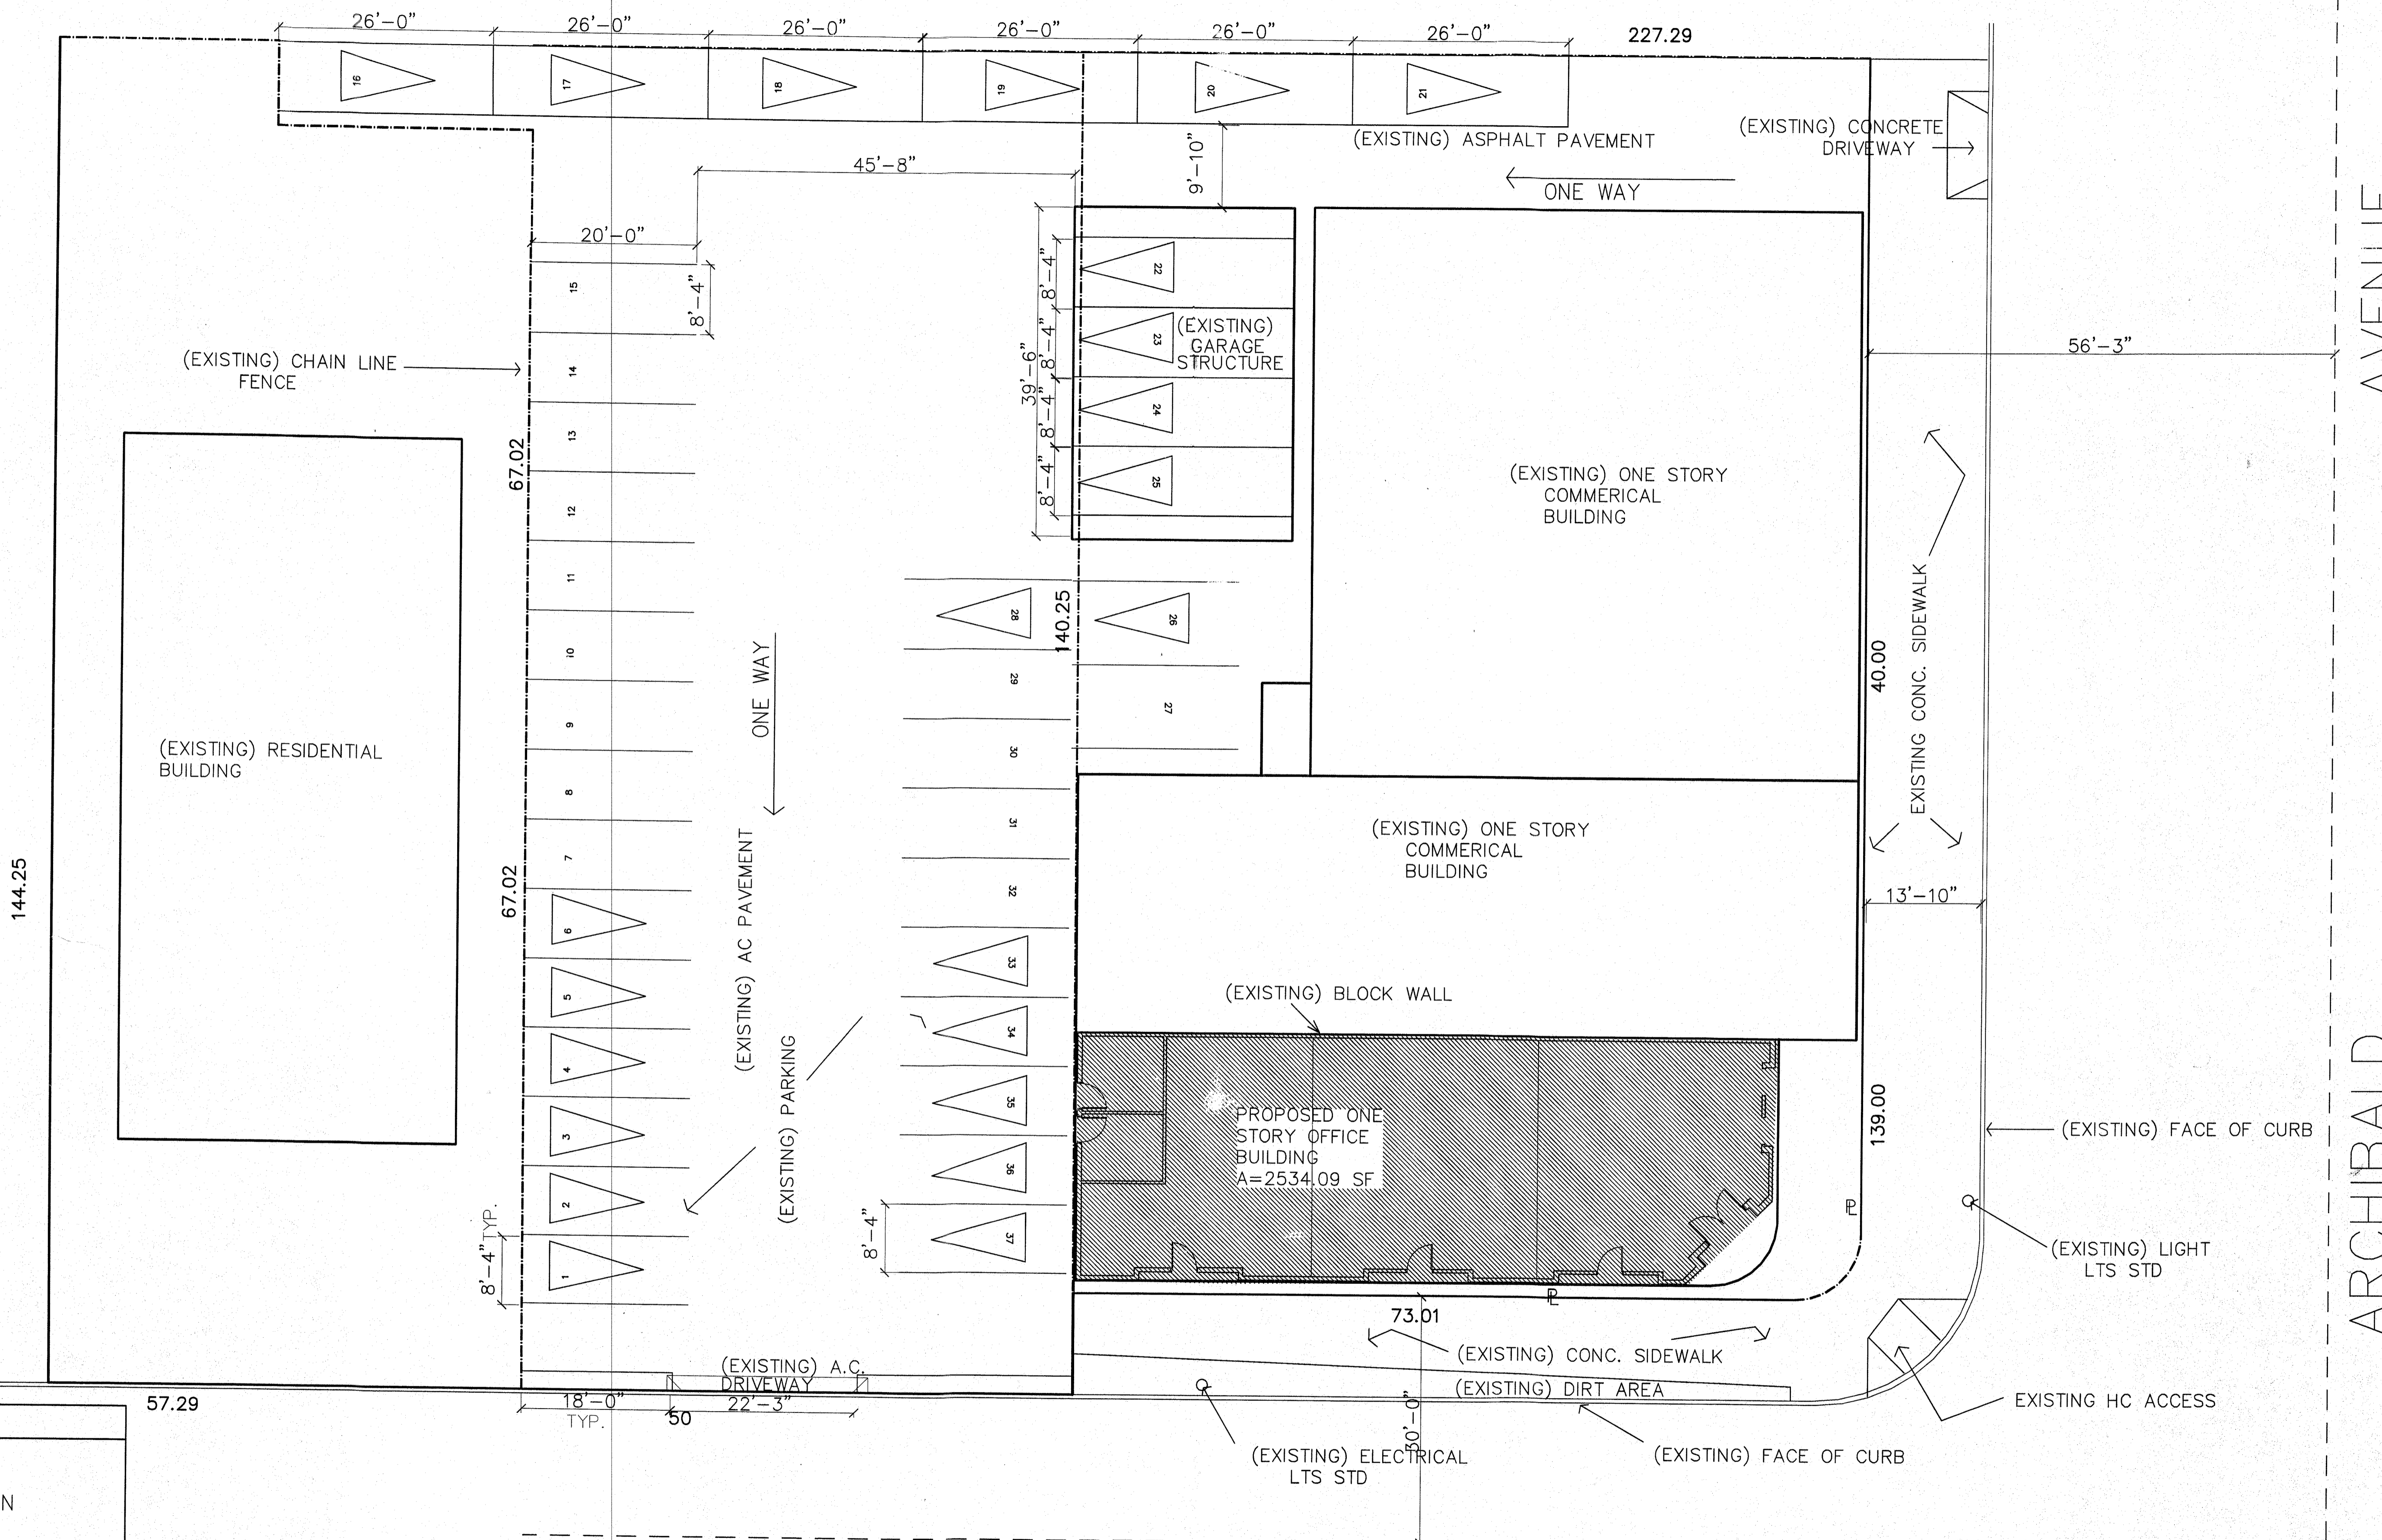 26'-0"
26'-0"
26'-0"
26'-0"
26'-0"
26'-0"
227.29
16
17
18
19
20
21
(EXISTING) ASPHALT PAVEMENT
(EXISTING) CONCRETE
DRIVEWAY
9'-10"
45'-8"
ONE WAY
20'-0"
8'-4"
15
14
13
12
11
10
9
8
7
6
5
4
3
2
1
(EXISTING) CHAIN LINE
FENCE
67.02
67.02
39'-6"
8'-4"
8'-4"
8'-4"
8'-4"
22
23
24
25
(EXISTING)
GARAGE
STRUCTURE
56'-3"
AVENUE
(EXISTING) ONE STORY
COMMERICAL
BUILDING
EXISTING CONC. SIDEWALK
40.00
140.25
28
26
29
27
30
31
32
33
34
35
36
37
ONE WAY
(EXISTING) RESIDENTIAL
BUILDING
144.25
(EXISTING) AC PAVEMENT
(EXISTING) PARKING
(EXISTING) ONE STORY
COMMERICAL
BUILDING
13'-10"
(EXISTING) BLOCK WALL
PROPOSED ONE
STORY OFFICE
BUILDING
A=2534.09 SF
139.00
(EXISTING) FACE OF CURB
ARCHIBALD
PL
(EXISTING) LIGHT
LTS STD
8'-4"
TYP.
8'-4"
PL
73.01
(EXISTING) CONC. SIDEWALK
(EXISTING) A.C.
DRIVEWAY
(EXISTING) DIRT AREA
57.29
18'-0"
TYP.
50
22'-3"
30'-0"
EXISTING HC ACCESS
(EXISTING) ELECTRICAL
LTS STD
(EXISTING) FACE OF CURB
N